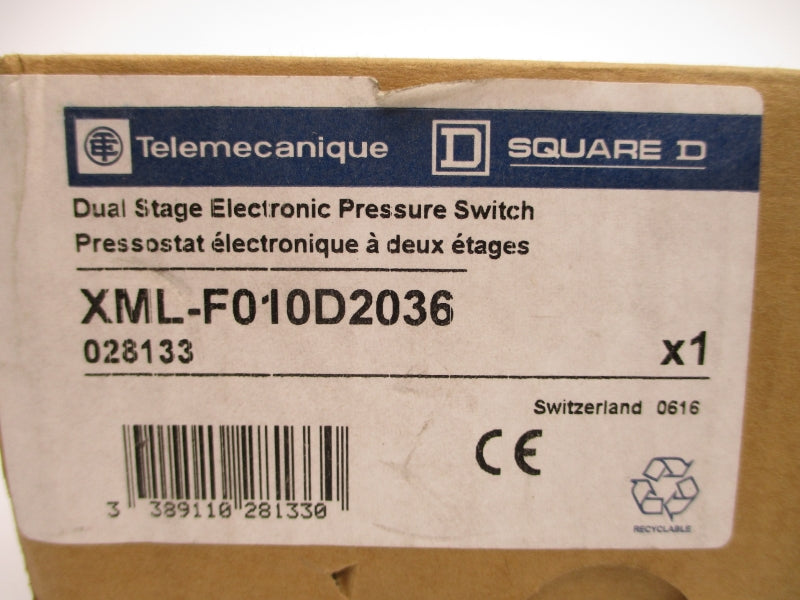 Telemecanique D SQUARE D
Dual Stage Electronic Pressure Switch
Pressostat électronique à deux étages
XML-F010D2036
028133 x1
Switzerland 0616
CE
3 389110 281330
RECYCLABLE